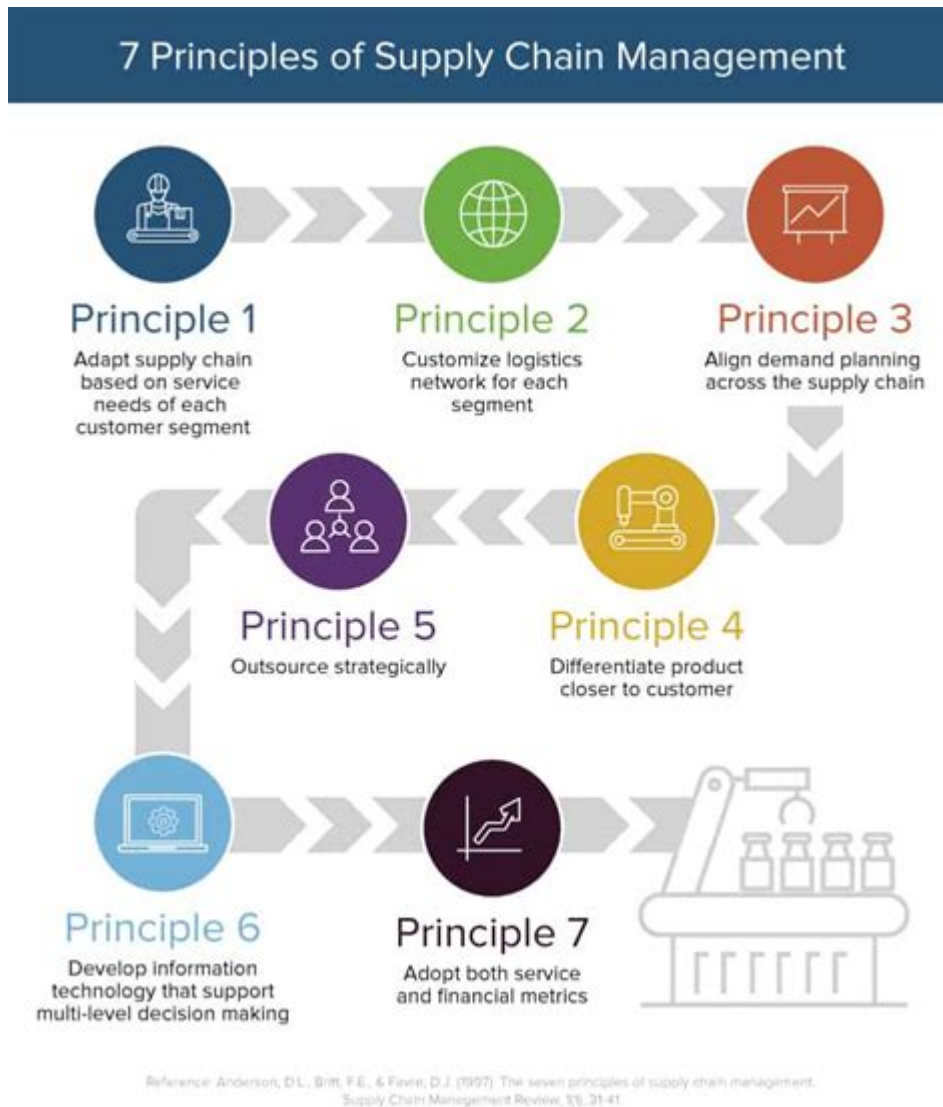 7 Principles of Supply Chain Management
Principle 1
Adapt supply chain
based on service
needs of each
customer segment
Principle 2
Customize logistics
network for each
segment
Principle 3
Align demand planning
across the supply chain
Principle 5
Outsource strategically
Principle 4
Differentiate product
closer to customer
Principle 6
Develop information
technology that support
multi-level decision making
Principle 7
Adopt both service
and financial metrics
Reference: Anderson, D.L., Britt, F.E., & Favre, D.J. (1997). The seven principles of supply chain management.
Supply Chain Management Review, 1(1), 31-41.